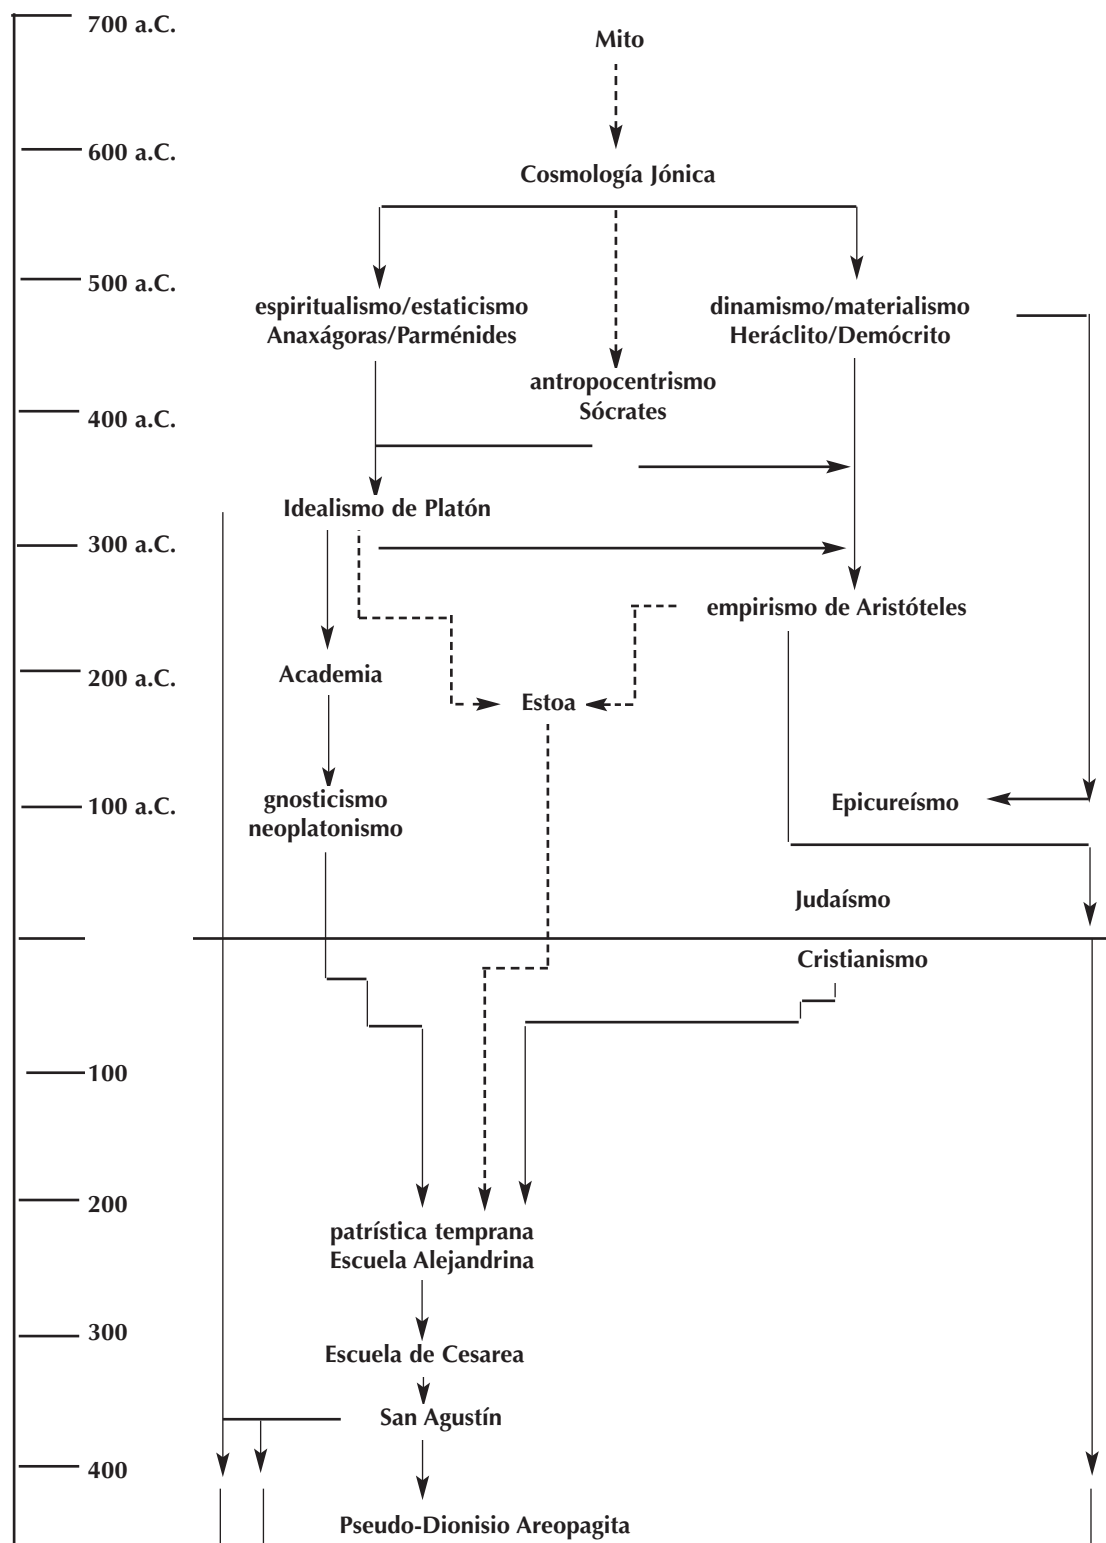 700 a.C.
Mito
600 a.C.
Cosmología Jónica
500 a.C.
espiritualismo/estaticismo
Anaxágoras/Parménides
dinamismo/materialismo
Heráclito/Demócrito
antropocentrismo
Sócrates
400 a.C.
Idealismo de Platón
300 a.C.
empirismo de Aristóteles
200 a.C.
Academia
Estoa
100 a.C.
gnosticismo
neoplatonismo
Epicureísmo
Judaísmo
Cristianismo
100
200
patrística temprana
Escuela Alejandrina
300
Escuela de Cesarea
San Agustín
400
Pseudo-Dionisio Areopagita